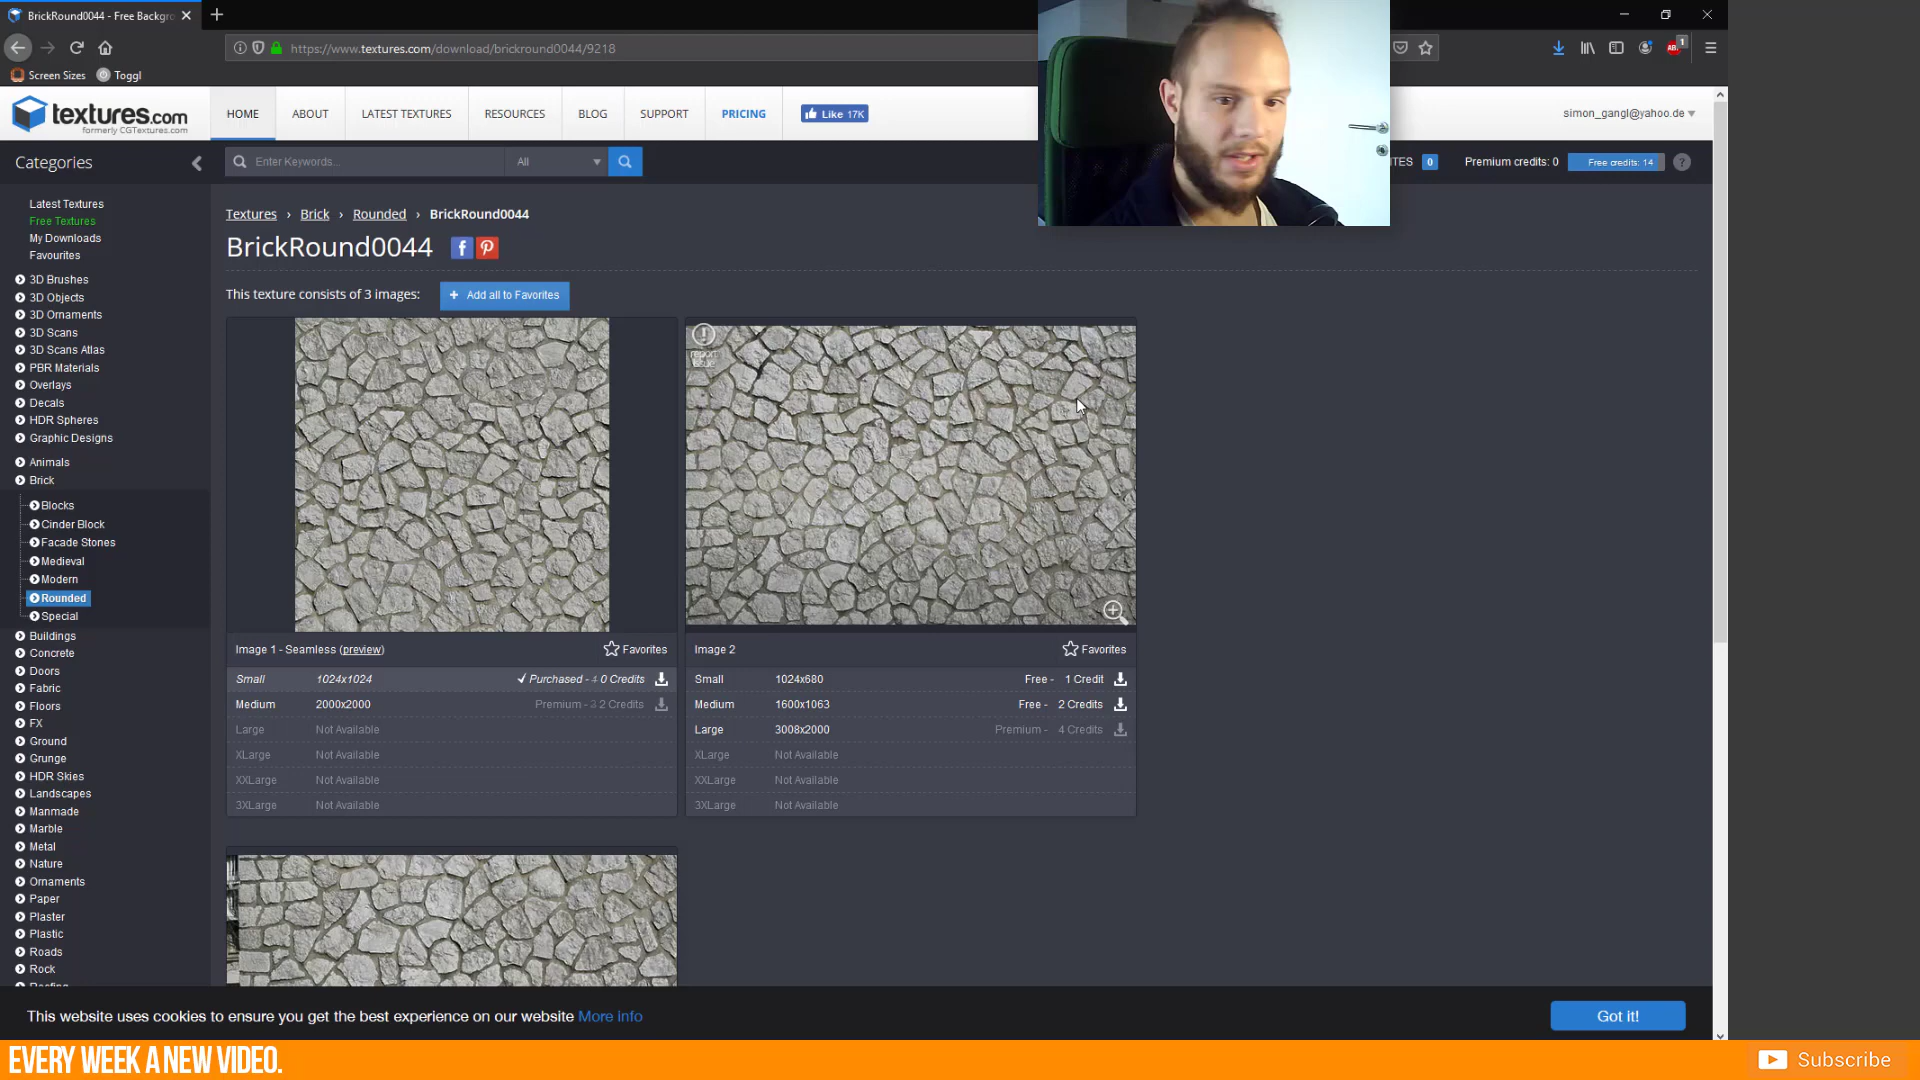 BrickRound0044 - Free Backgro
https://www.textures.com/download/brickround0044/9218
1
Screen Sizes
Toggl
textures.com
formerly CGTextures.com
HOME
ABOUT
LATEST TEXTURES
RESOURCES
BLOG
SUPPORT
PRICING
Like 17K
simon_gangl@yahoo.de
Categories
Enter Keywords...
All
ITES 0
Premium credits: 0
Free credits: 14
?
Latest Textures
Free Textures
My Downloads
Favourites
3D Brushes
3D Objects
3D Ornaments
3D Scans
3D Scans Atlas
PBR Materials
Overlays
Decals
HDR Spheres
Graphic Designs
Animals
Brick
Blocks
Cinder Block
Facade Stones
Medieval
Modern
Rounded
Special
Buildings
Concrete
Doors
Fabric
Floors
FX
Ground
Grunge
HDR Skies
Landscapes
Manmade
Marble
Metal
Nature
Ornaments
Paper
Plaster
Plastic
Roads
Rock
Roofing
Textures › Brick › Rounded › BrickRound0044
BrickRound0044
This texture consists of 3 images:
+ Add all to Favorites
report
issue
Image 1 - Seamless (preview)
Favorites
Small 1024x1024 Purchased - 4 0 Credits
Medium 2000x2000 Premium - 3 2 Credits
Large Not Available
XLarge Not Available
XXLarge Not Available
3XLarge Not Available
Image 2
Favorites
Small 1024x680 Free - 1 Credit
Medium 1600x1063 Free - 2 Credits
Large 3008x2000 Premium - 4 Credits
XLarge Not Available
XXLarge Not Available
3XLarge Not Available
This website uses cookies to ensure you get the best experience on our website More info
Got it!
EVERY WEEK A NEW VIDEO.
Subscribe